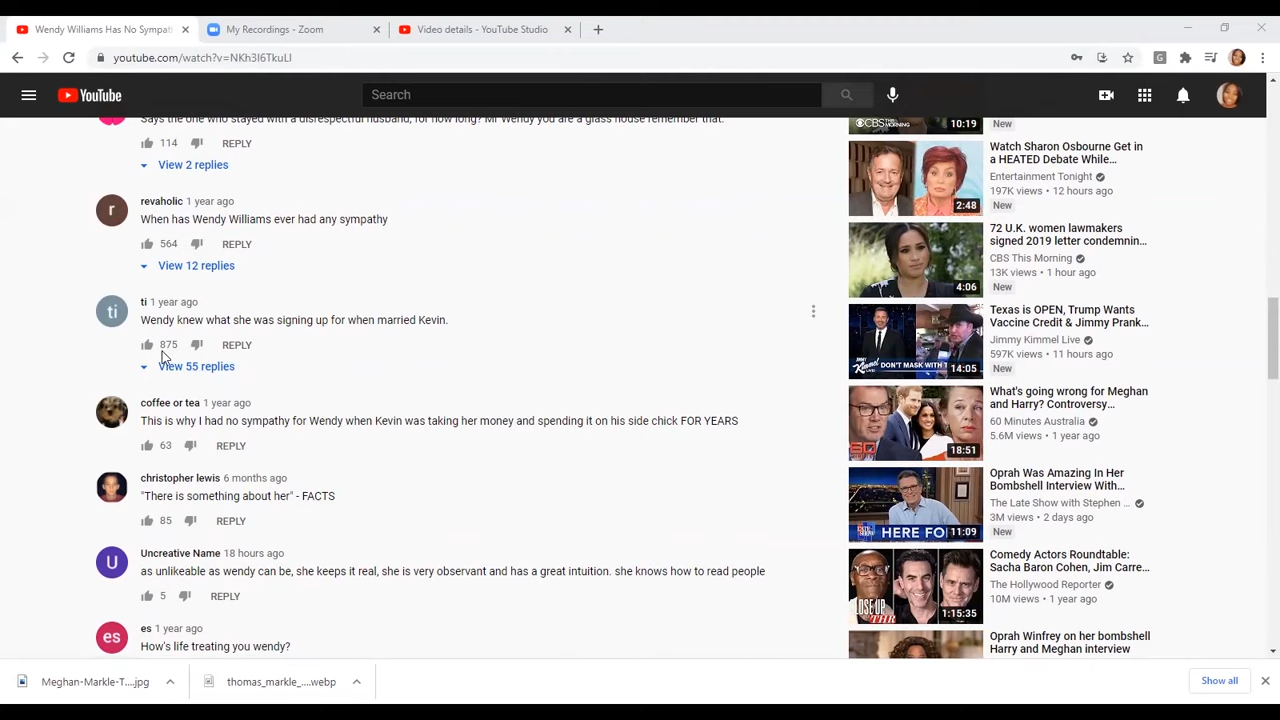 Wendy Williams Has No Sympat
My Recordings - Zoom
Video details - YouTube Studio
youtube.com/watch?v=NKh3I6TkuLI
YouTube
Search
Says the one who stayed with a disrespectful husband, for how long? Mr Wendy you are a glass house remember that.
114 REPLY
View 2 replies
r
revaholic 1 year ago
When has Wendy Williams ever had any sympathy
564 REPLY
View 12 replies
ti
ti 1 year ago
Wendy knew what she was signing up for when married Kevin.
875 REPLY
View 55 replies
coffee or tea 1 year ago
This is why I had no sympathy for Wendy when Kevin was taking her money and spending it on his side chick FOR YEARS
63 REPLY
christopher lewis 6 months ago
"There is something about her" - FACTS
85 REPLY
U
Uncreative Name 18 hours ago
as unlikeable as wendy can be, she keeps it real, she is very observant and has a great intuition. she knows how to read people
5 REPLY
es
es 1 year ago
How's life treating you wendy?
CBS THIS MORNING
10:19
New
Watch Sharon Osbourne Get in
a HEATED Debate While...
Entertainment Tonight
197K views • 12 hours ago
New
2:48
72 U.K. women lawmakers
signed 2019 letter condemnin...
CBS This Morning
13K views • 1 hour ago
New
4:06
Texas is OPEN, Trump Wants
Vaccine Credit & Jimmy Prank...
Jimmy Kimmel Live
597K views • 11 hours ago
New
DON'T MASK WITH T
14:05
What's going wrong for Meghan
and Harry? Controversy...
60 Minutes Australia
5.6M views • 1 year ago
18:51
Oprah Was Amazing In Her
Bombshell Interview With...
The Late Show with Stephen ...
3M views • 2 days ago
New
HERE FO
11:09
Comedy Actors Roundtable:
Sacha Baron Cohen, Jim Carre...
The Hollywood Reporter
10M views • 1 year ago
CLOSE UP
1:15:35
Oprah Winfrey on her bombshell
Harry and Meghan interview
Meghan-Markle-T....jpg
thomas_markle_....webp
Show all